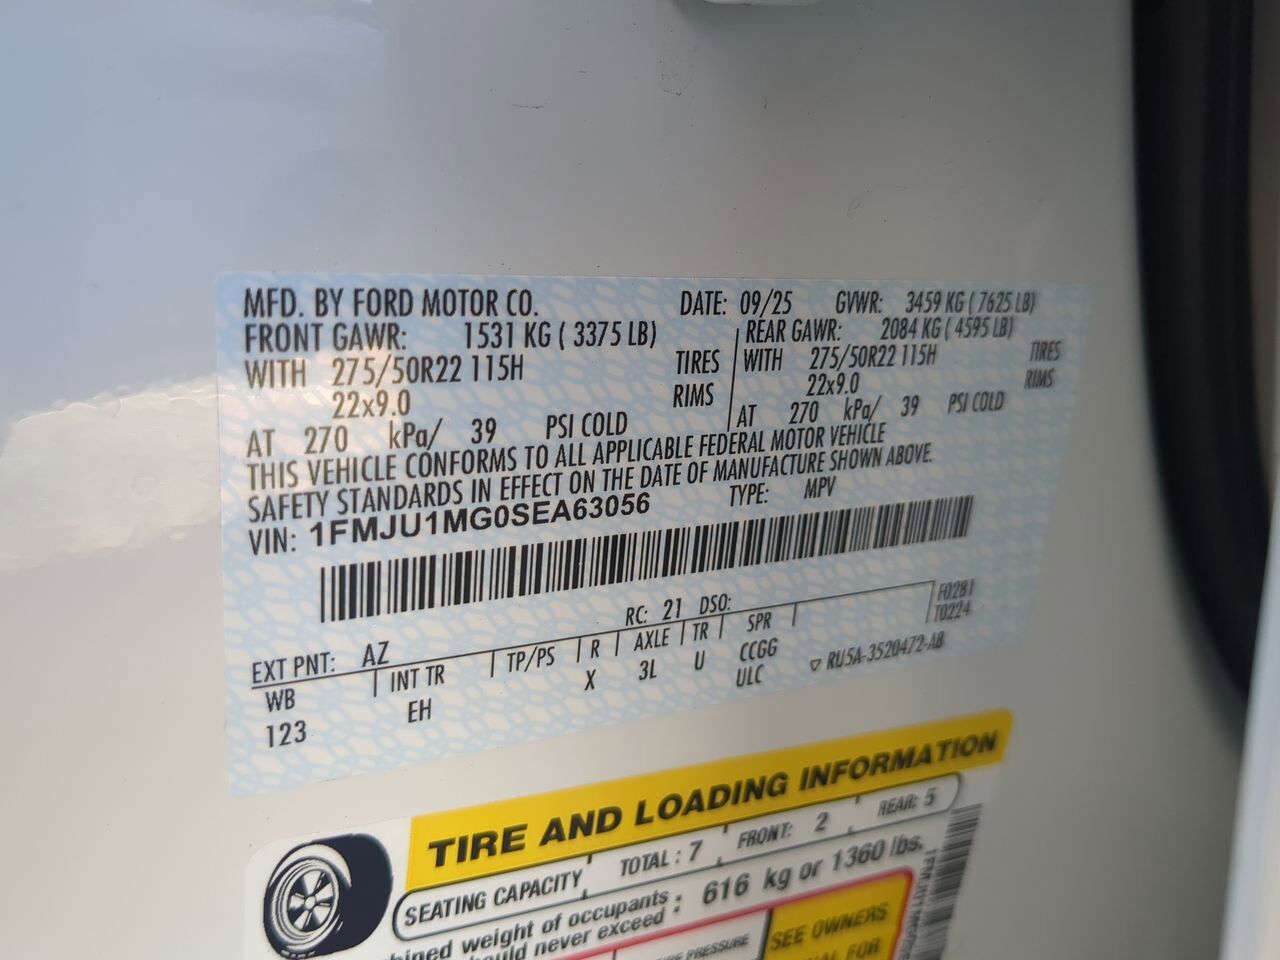 MFD. BY FORD MOTOR CO. DATE: 09/25 GVWR: 3459 KG ( 7625 LB)
FRONT GAWR: 1531 KG ( 3375 LB) REAR GAWR: 2084 KG ( 4595 LB)
WITH 275/50R22 115H TIRES WITH 275/50R22 115H TIRES
22x9.0 RIMS 22x9.0 RIMS
AT 270 kPa/ 39 PSI COLD AT 270 kPa/ 39 PSI COLD
THIS VEHICLE CONFORMS TO ALL APPLICABLE FEDERAL MOTOR VEHICLE
SAFETY STANDARDS IN EFFECT ON THE DATE OF MANUFACTURE SHOWN ABOVE.
VIN: 1FMJU1MG0SEA63056 TYPE: MPV
EXT PNT: AZ RC: 21 DSO: F0281
T0224
WB INT TR TP/PS R AXLE TR SPR
123 EH X 3L U CCGG
ULC
RU5A-3520472-AB
TIRE AND LOADING INFORMATION
SEATING CAPACITY TOTAL : 7 FRONT: 2 REAR: 5
weight of occupants : 616 kg or 1360 lbs.
never exceed :
PRESSURE SEE OWNERS
FOR